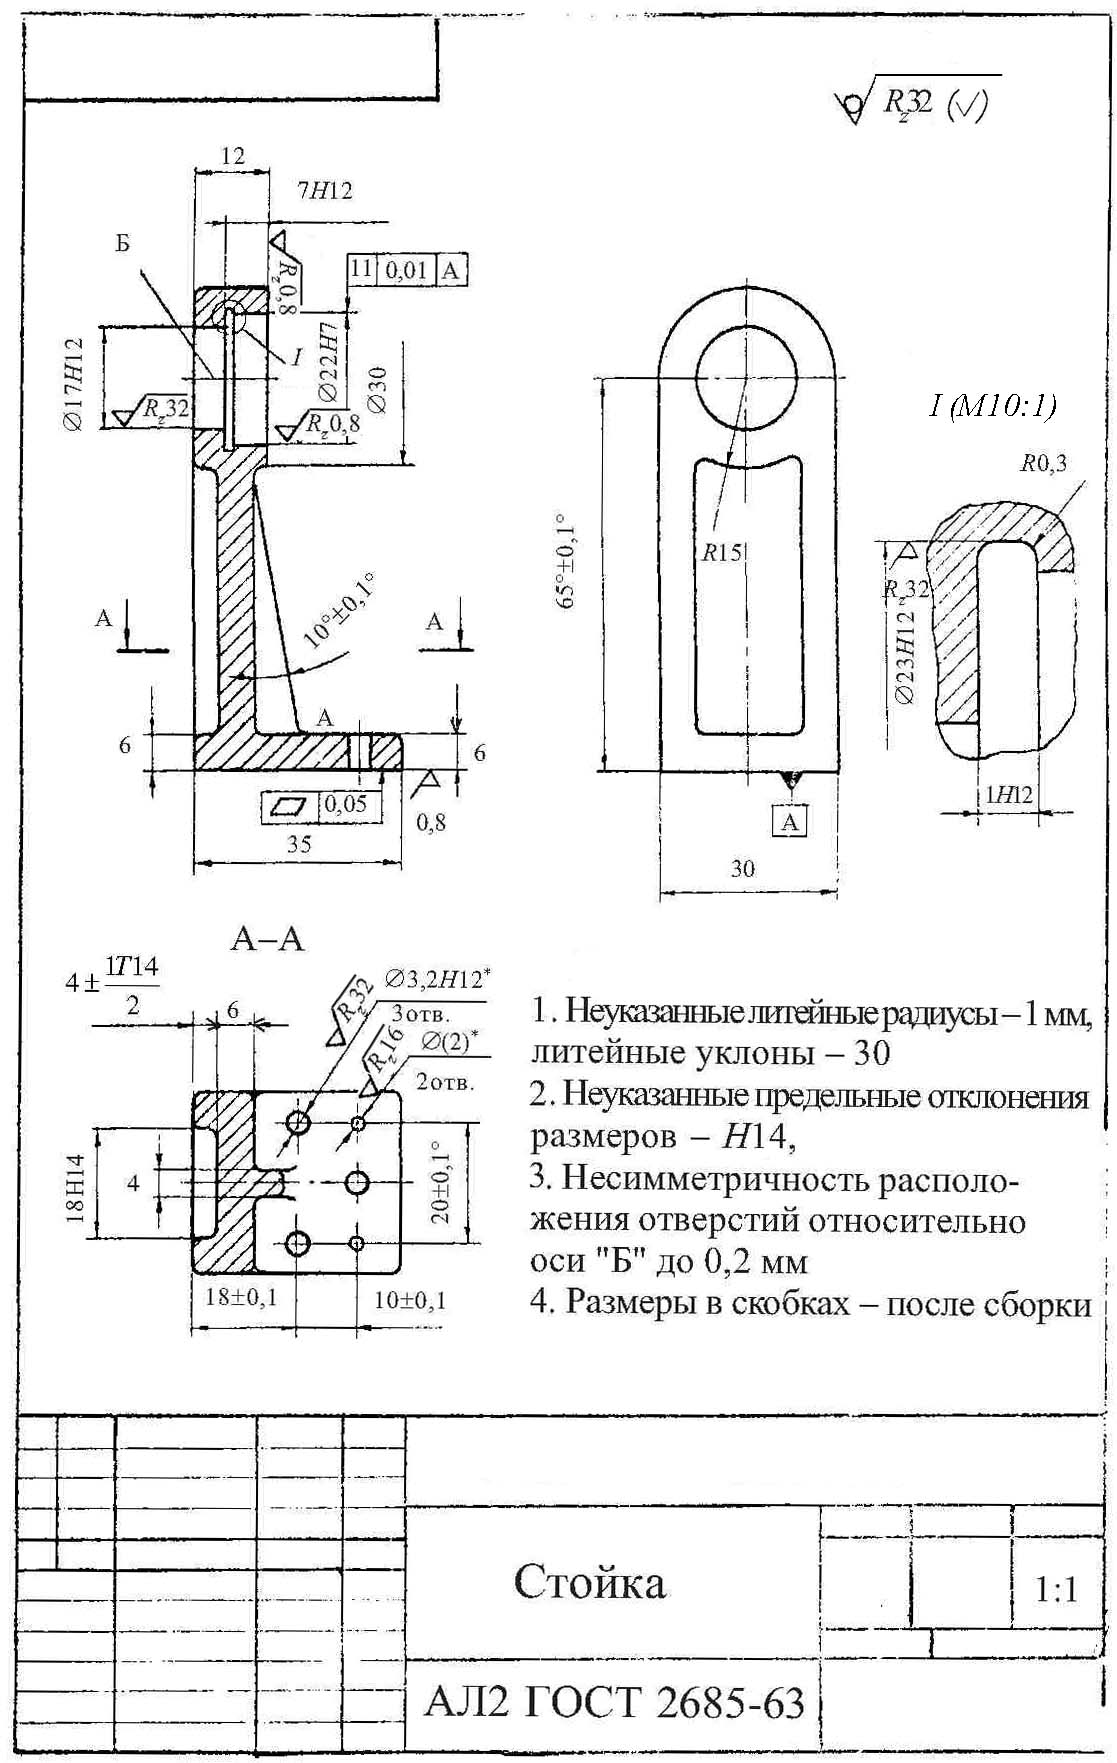 Rz32 (√)
12
7H12
Б
Rz0,8
11 0,01 A
I
Ø17H12
Rz32
Ø22H7
Rz0,8
Ø30
I (M10:1)
R0,3
R15
65°±0,1°
Rz32
Ø23H12
1H12
А
А
10°±0,1°
А
6
6
0,05
0,8
35
А
30
А–А
4± 1T14
2
6
Rz32
Ø3,2H12*
3отв.
Rz16
Ø(2)*
2отв.
18H14
4
20±0,1°
18±0,1
10±0,1
1. Неуказанные литейные радиусы – 1 мм,
литейные уклоны – 30
2. Неуказанные предельные отклонения
размеров – H14,
3. Несимметричность располо-
жения отверстий относительно
оси "Б" до 0,2 мм
4. Размеры в скобках – после сборки
Стойка
1:1
АЛ2 ГОСТ 2685-63